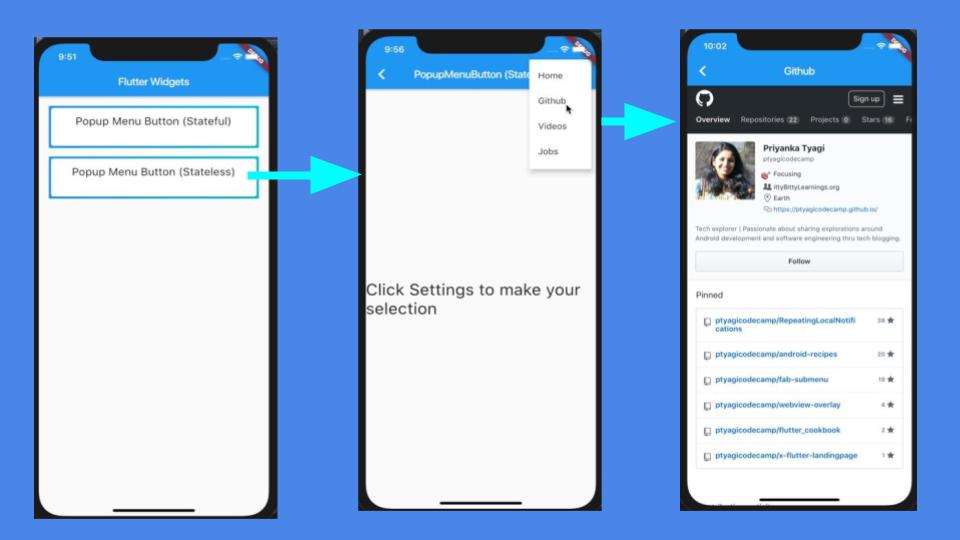 9:51
DEBUG
Flutter Widgets
Popup Menu Button (Stateful)
Popup Menu Button (Stateless)
9:56
PopupMenuButton (State
Home
Github
Videos
Jobs
Click Settings to make your
selection
10:02
Github
Sign up
Overview Repositories 22 Projects 0 Stars 16
Priyanka Tyagi
ptyagicodecamp
Focusing
ittyBittyLearnings.org
Earth
https://ptyagicodecamp.github.io/
Tech explorer | Passionate about sharing explorations around
Android development and software engineering thru tech blogging.
Follow
Pinned
ptyagicodecamp/RepeatingLocalNotifi
cations
ptyagicodecamp/android-recipes
20
ptyagicodecamp/fab-submenu
ptyagicodecamp/webview-overlay
4
ptyagicodecamp/flutter_cookbook
2
ptyagicodecamp/x-flutter-landingpage
1